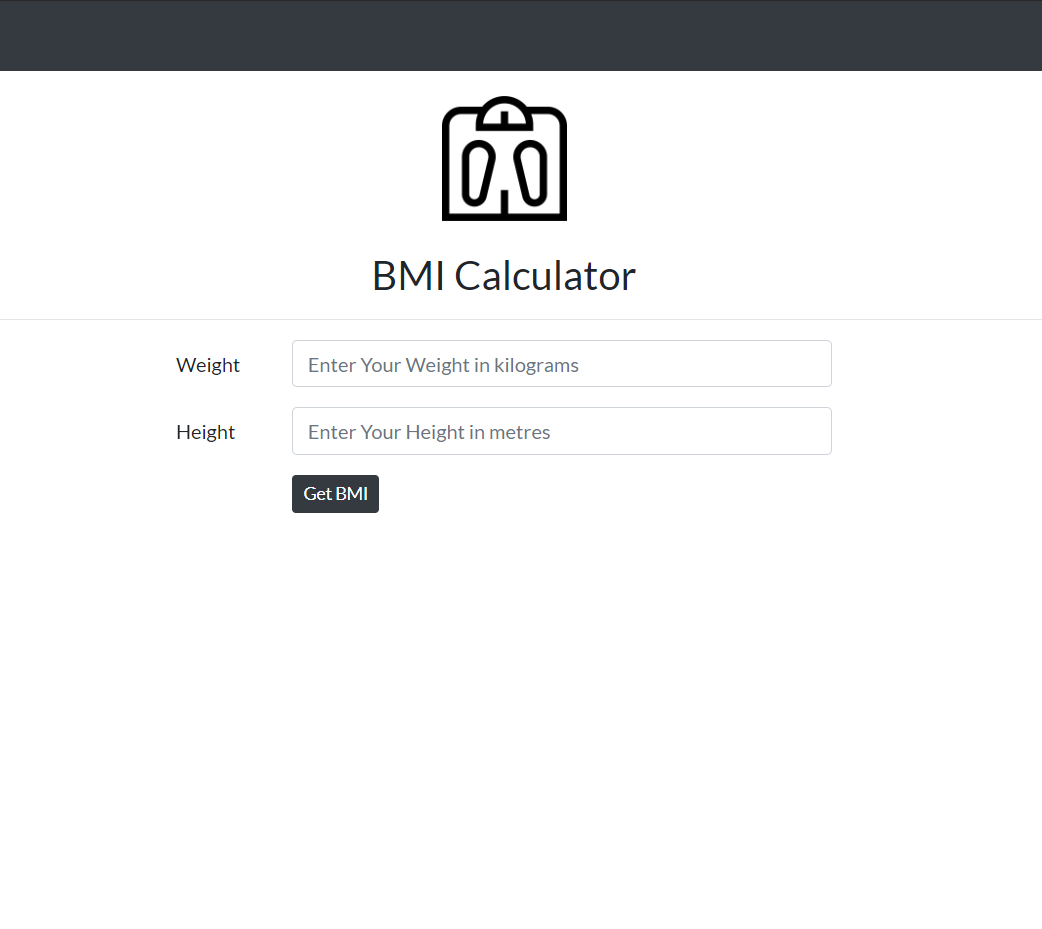 BMI Calculator
Weight
Enter Your Weight in kilograms
Height
Enter Your Height in metres
Get BMI